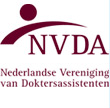 NVDA
Nederlandse Vereniging
van Doktersassistenten